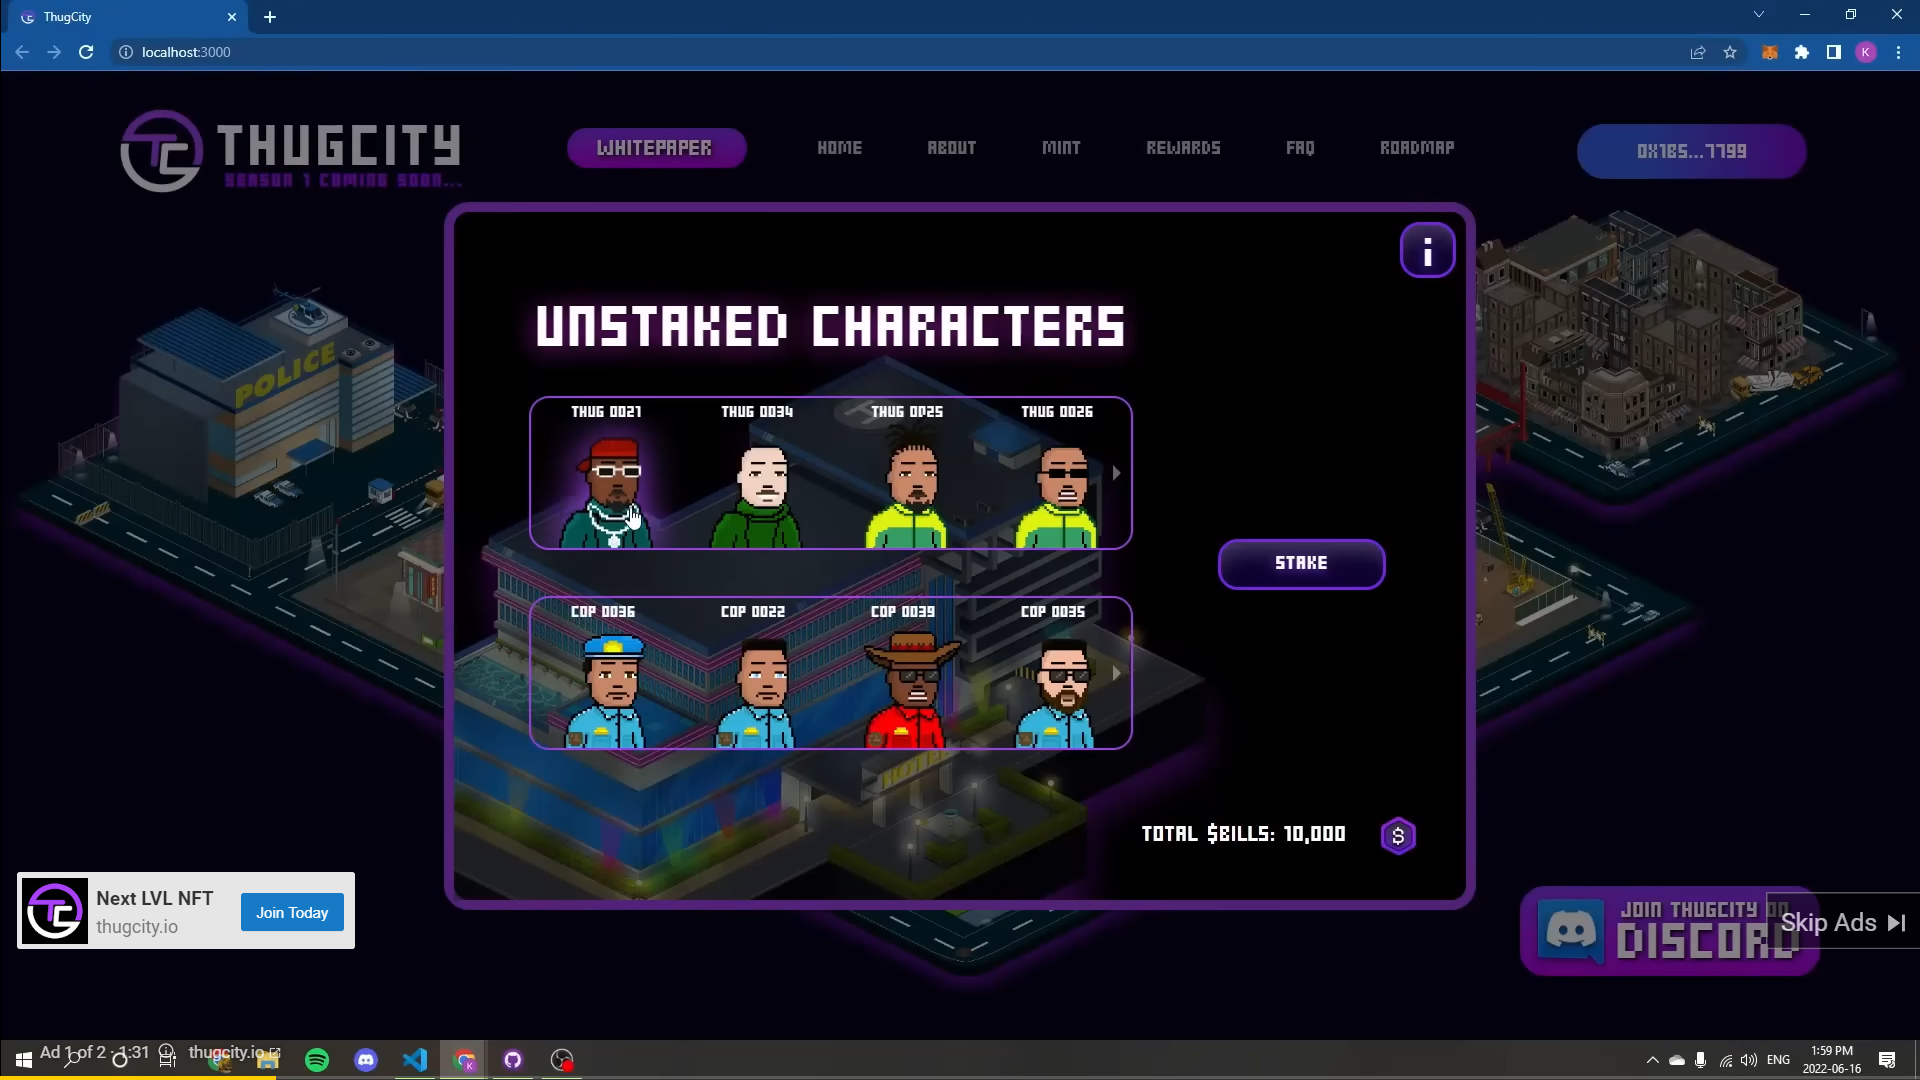 ThugCity
localhost:3000
K
THUGCITY
SEASON 1 COMING SOON...
WHITEPAPER
HOME
ABOUT
MINT
REWARDS
FAQ
ROADMAP
0X1B5...7799
i
POLICE
UNSTAKED CHARACTERS
THUG 0021
THUG 0034
THUG 0025
THUG 0026
STAKE
COP 0036
COP 0022
COP 0039
COP 0035
HOTEL
TOTAL $BILLS: 10,000
$
Next LVL NFT
thugcity.io
Join Today
JOIN THUGCITY ON
DISCORD
Skip Ads
Ad 1 of 2 · 1:31
thugcity.io
ENG
1:59 PM
2022-06-16